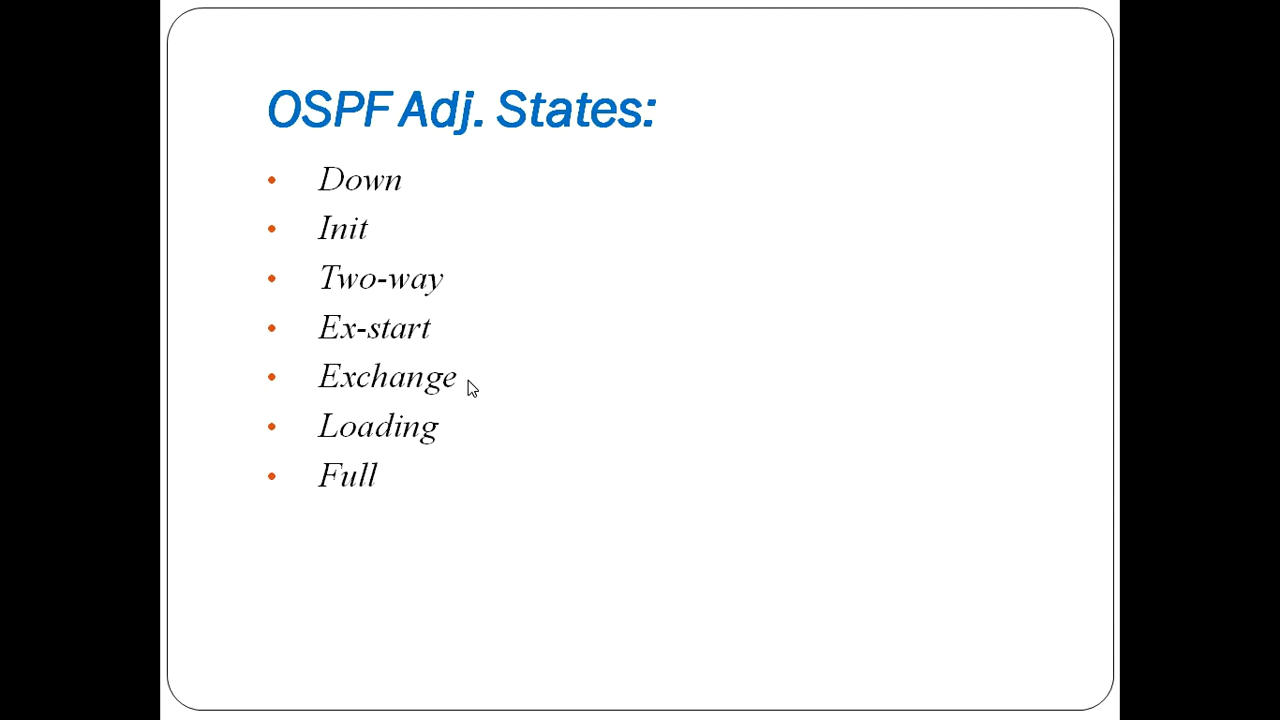 OSPF Adj. States:
• Down
• Init
• Two-way
• Ex-start
• Exchange
• Loading
• Full